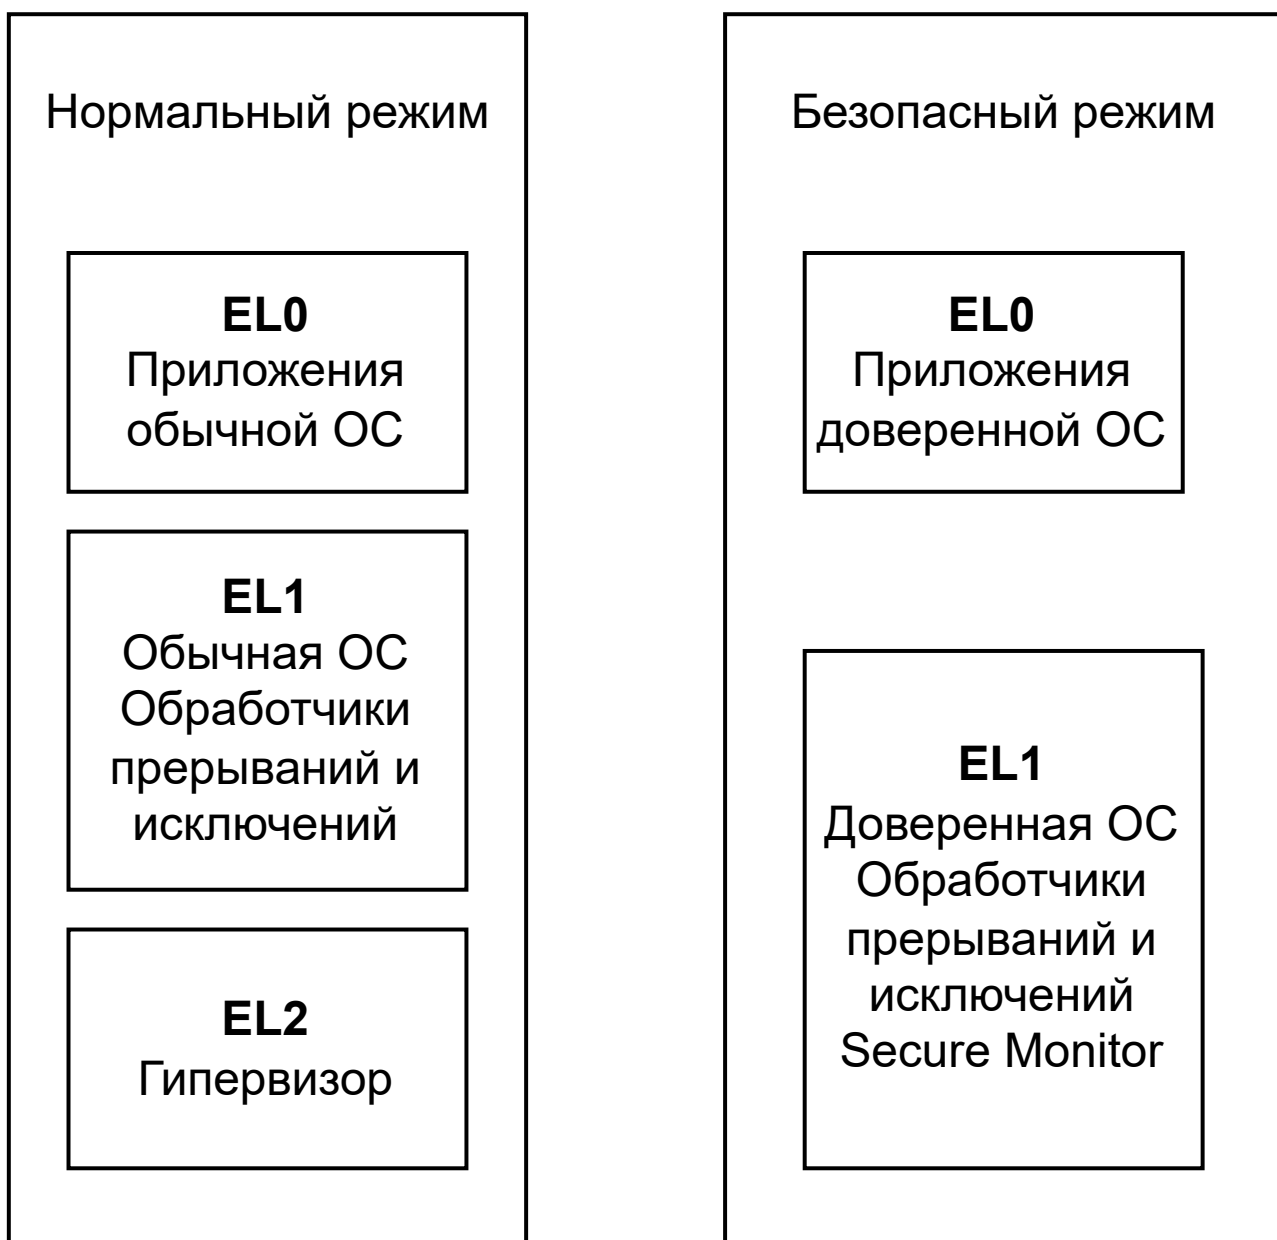 Нормальный режим
EL0
Приложения
обычной ОС
EL1
Обычная ОС
Обработчики
прерываний и
исключений
EL2
Гипервизор
Безопасный режим
EL0
Приложения
доверенной ОС
EL1
Доверенная ОС
Обработчики
прерываний и
исключений
Secure Monitor